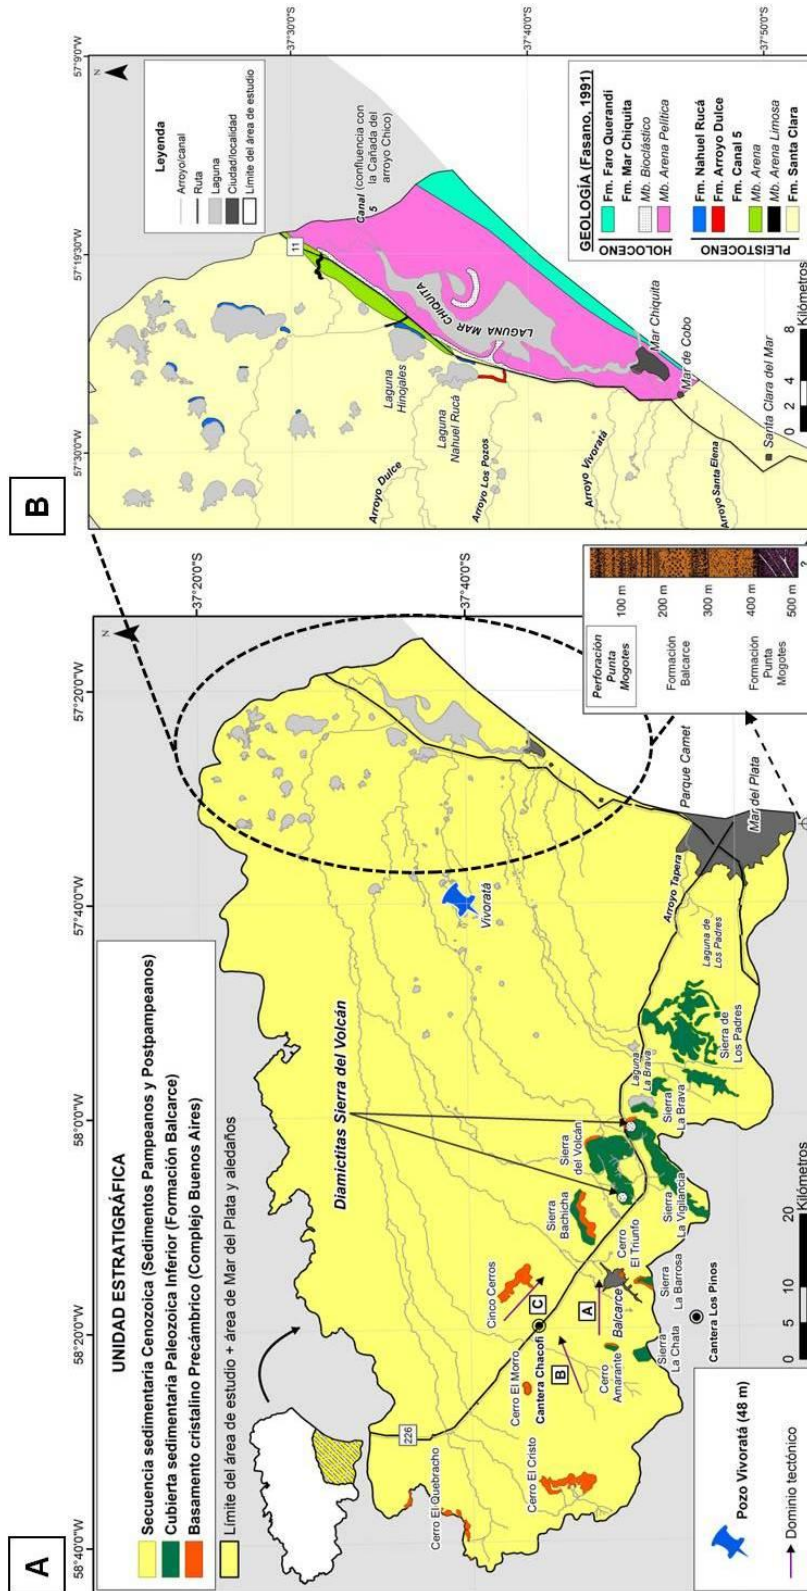 A
58°40'0"W
58°20'0"W
58°0'0"W
57°40'0"W
57°20'0"W
37°20'0"S
37°40'0"S
N
UNIDAD ESTRATIGRÁFICA
Secuencia sedimentaria Cenozoica (Sedimentos Pampeanos y Postpampeanos)
Cubierta sedimentaria Paleozoica Inferior (Formación Balcarce)
Basamento cristalino Precámbrico (Complejo Buenos Aires)
Límite del área de estudio + área de Mar del Plata y aledaños
226
Diamictitas Sierra del Volcán
Vivoratá
Cerro El Quebracho
Cerro El Cristo
Cerro El Morro
Cantera Chacofi
Cinco Cerros
C
B
A
Cerro
Amarante
Balcarce
Sierra
La Chata
Sierra
La Barrosa
Cerro
El Triunfo
Sierra
Bachicha
Sierra
del Volcán
Sierra
La Vigilancia
Sierra
La Brava
Laguna
La Brava
Sierra de
Los Padres
Laguna de
Los Padres
Arroyo Tapera
Parque Camet
Mar del Plata
Cantera Los Pinos
Pozo Vivoratá (48 m)
Dominio tectónico
0 5 10 20
Kilómetros
Perforación
Punta
Mogotes
Formación
Balcarce
Formación
Punta
Mogotes
100 m
200 m
300 m
400 m
500 m
?
B
57°30'0"W
57°19'30"W
57°9'0"W
37°30'0"S
37°40'0"S
37°50'0"S
N
Leyenda
Arroyo/canal
Ruta
Laguna
Ciudad/localidad
Límite del área de estudio
11
Canal (confluencia con
5 la Cañada del
arroyo Chico)
LAGUNA MAR CHIQUITA
Laguna
Hinojales
Laguna
Nahuel Rucá
Arroyo Dulce
Arroyo Los Pozos
Arroyo Vivoratá
Arroyo Santa Elena
Mar Chiquita
Mar de Cobo
Santa Clara del Mar
GEOLOGÍA (Fasano, 1991)
HOLOCENO
Fm. Faro Querandi
Fm. Mar Chiquita
Mb. Bioclástico
Mb. Arena Pelítica
PLEISTOCENO
Fm. Nahuel Rucá
Fm. Arroyo Dulce
Fm. Canal 5
Mb. Arena
Mb. Arena Limosa
Fm. Santa Clara
0 2 4 8
Kilómetros